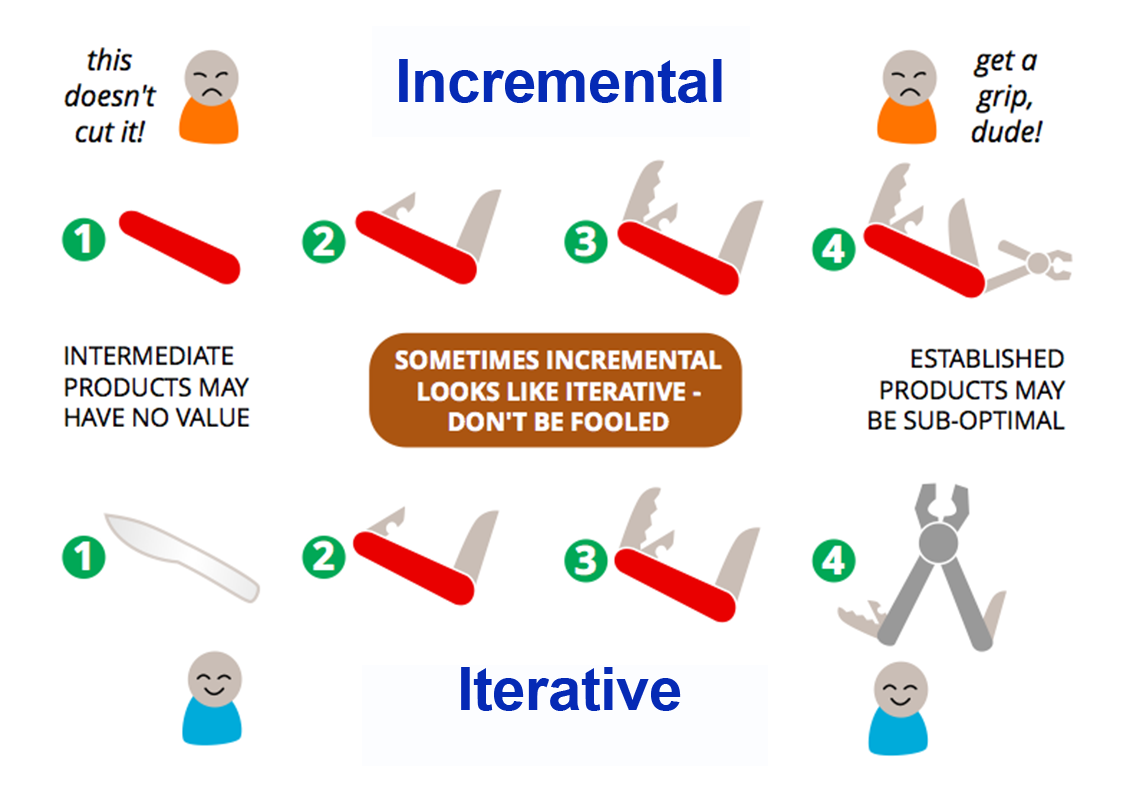 this
doesn't
cut it!
Incremental
get a
grip,
dude!
1
2
3
4
INTERMEDIATE
PRODUCTS MAY
HAVE NO VALUE
SOMETIMES INCREMENTAL
LOOKS LIKE ITERATIVE -
DON'T BE FOOLED
ESTABLISHED
PRODUCTS MAY
BE SUB-OPTIMAL
1
2
3
4
Iterative